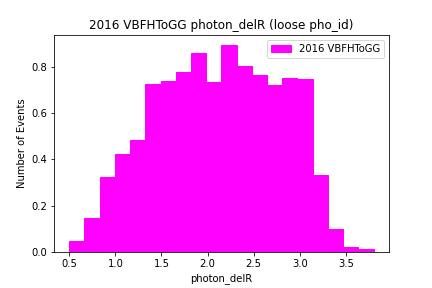 2016 VBFHToGG photon_delR (loose pho_id)
2016 VBFHToGG
Number of Events
0.8
0.6
0.4
0.2
0.0
0.5 1.0 1.5 2.0 2.5 3.0 3.5
photon_delR